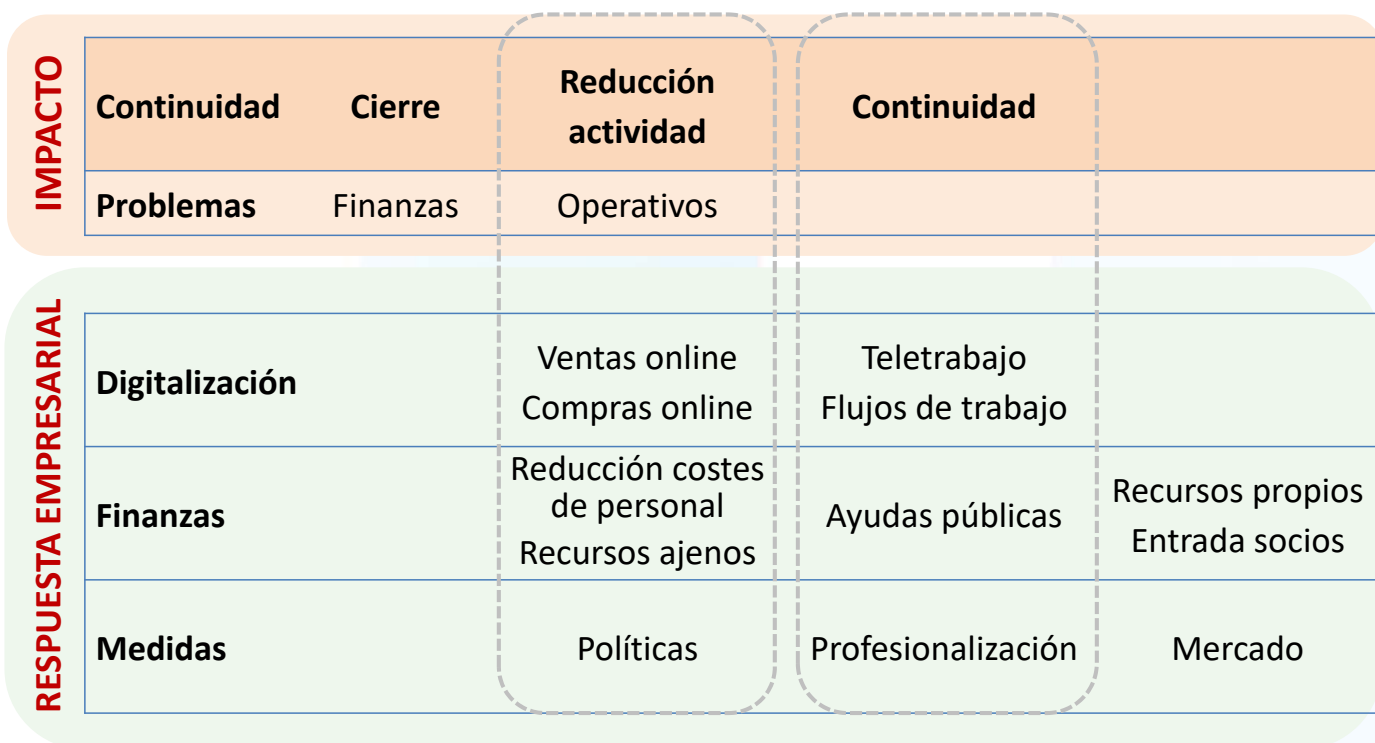 IMPACTO
Continuidad Cierre Reducción actividad Continuidad
Problemas Finanzas Operativos
RESPUESTA EMPRESARIAL
Digitalización
Ventas online
Compras online
Teletrabajo
Flujos de trabajo
Finanzas
Reducción costes
de personal
Recursos ajenos
Ayudas públicas
Recursos propios
Entrada socios
Medidas Políticas Profesionalización Mercado